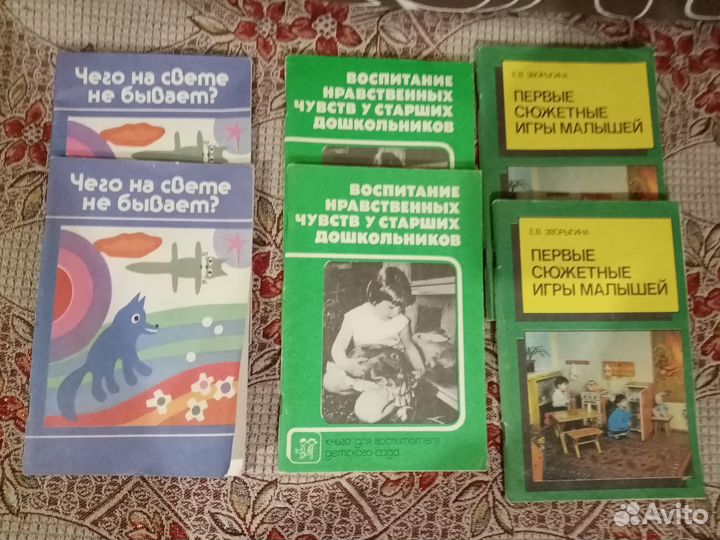 Чего на свете
не бывает?
Чего на свете
не бывает?
ВОСПИТАНИЕ
НРАВСТВЕННЫХ
ЧУВСТВ У СТАРШИХ
ДОШКОЛЬНИКОВ
ВОСПИТАНИЕ
НРАВСТВЕННЫХ
ЧУВСТВ У СТАРШИХ
ДОШКОЛЬНИКОВ
книга для воспитателя
детского сада
Е.В. ЗВОРЫГИНА
ПЕРВЫЕ
СЮЖЕТНЫЕ
ИГРЫ МАЛЫШЕЙ
Е.В. ЗВОРЫГИНА
ПЕРВЫЕ
СЮЖЕТНЫЕ
ИГРЫ МАЛЫШЕЙ
Avito